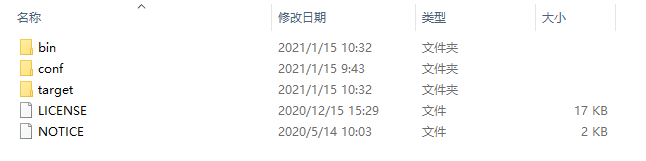 名称 修改日期 类型 大小
bin 2021/1/15 10:32 文件夹
conf 2021/1/15 9:43 文件夹
target 2021/1/15 10:32 文件夹
LICENSE 2020/12/15 15:29 文件 17 KB
NOTICE 2020/5/14 10:03 文件 2 KB